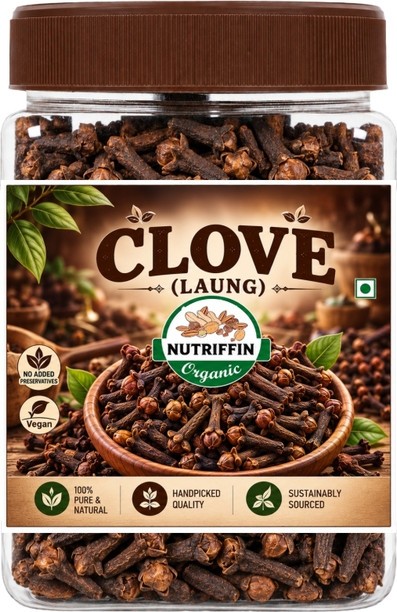 CLOVE
(LAUNG)
NUTRIFFIN
Organic
NO ADDED
PRESERVATIVES
Vegan
100%
PURE &
NATURAL
HANDPICKED
QUALITY
SUSTAINABLY
SOURCED